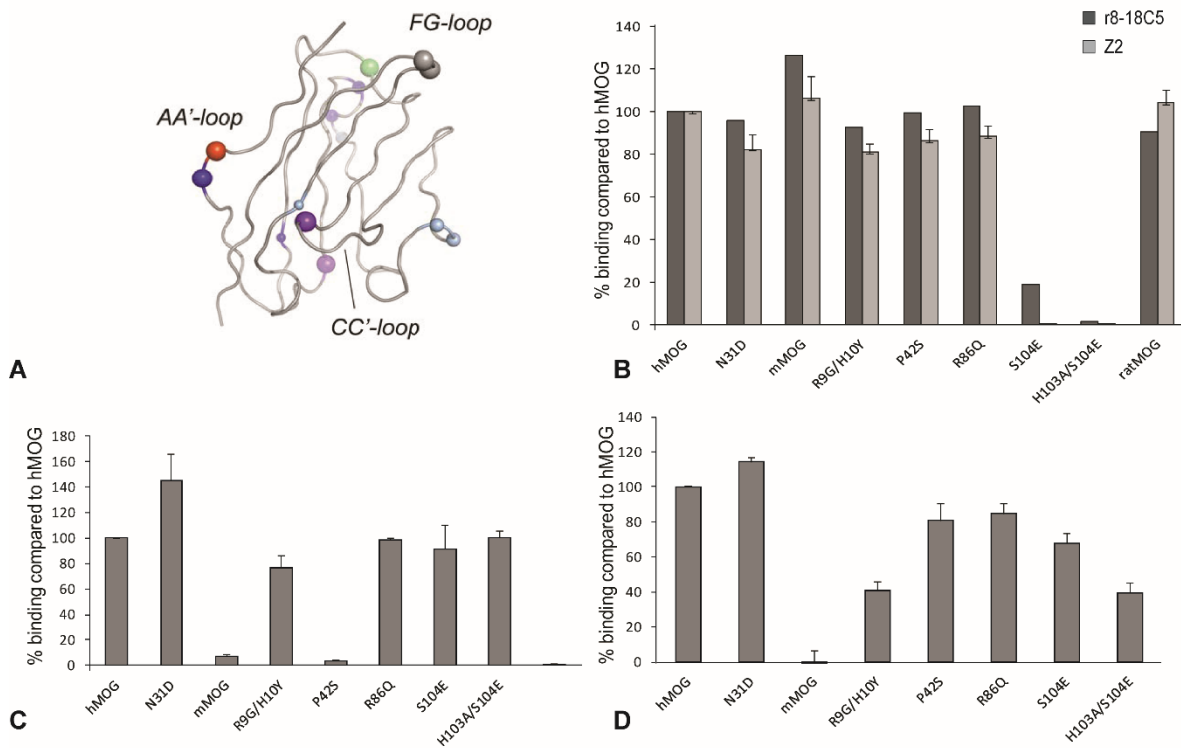 FG-loop
AA'-loop
CC'-loop
A
r8-18C5
Z2
% binding compared to hMOG
140
120
100
80
60
40
20
0
hMOG
N31D
mMOG
R9G/H10Y
P42S
R86Q
S104E
H103A/S104E
ratMOG
B
% binding compared to hMOG
180
160
140
120
100
80
60
40
20
0
hMOG
N31D
mMOG
R9G/H10Y
P42S
R86Q
S104E
H103A/S104E
C
% binding compared to hMOG
140
120
100
80
60
40
20
0
hMOG
N31D
mMOG
R9G/H10Y
P42S
R86Q
S104E
H103A/S104E
D